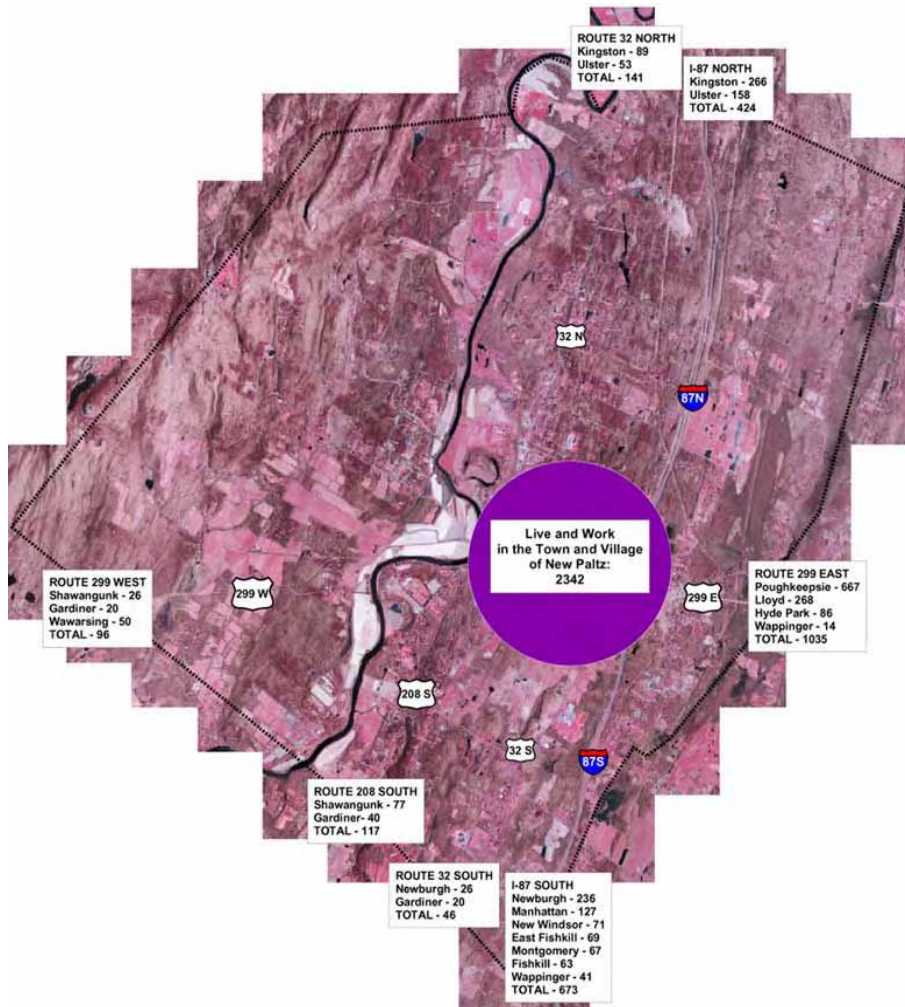 ROUTE 32 NORTH
Kingston - 89
Ulster - 53
TOTAL - 141
I-87 NORTH
Kingston - 266
Ulster - 158
TOTAL - 424
32 N
87N
Live and Work
in the Town and Village
of New Paltz:
2342
ROUTE 299 WEST
Shawangunk - 26
Gardiner - 20
Wawarsing - 50
TOTAL - 96
299 W
299 E
ROUTE 299 EAST
Poughkeepsie - 667
Lloyd - 268
Hyde Park - 86
Wappinger - 14
TOTAL - 1035
208 S
32 S
87S
ROUTE 208 SOUTH
Shawangunk - 77
Gardiner- 40
TOTAL - 117
ROUTE 32 SOUTH
Newburgh - 26
Gardiner - 20
TOTAL - 46
I-87 SOUTH
Newburgh - 236
Manhattan - 127
New Windsor - 71
East Fishkill - 69
Montgomery - 67
Fishkill - 63
Wappinger - 41
TOTAL - 673